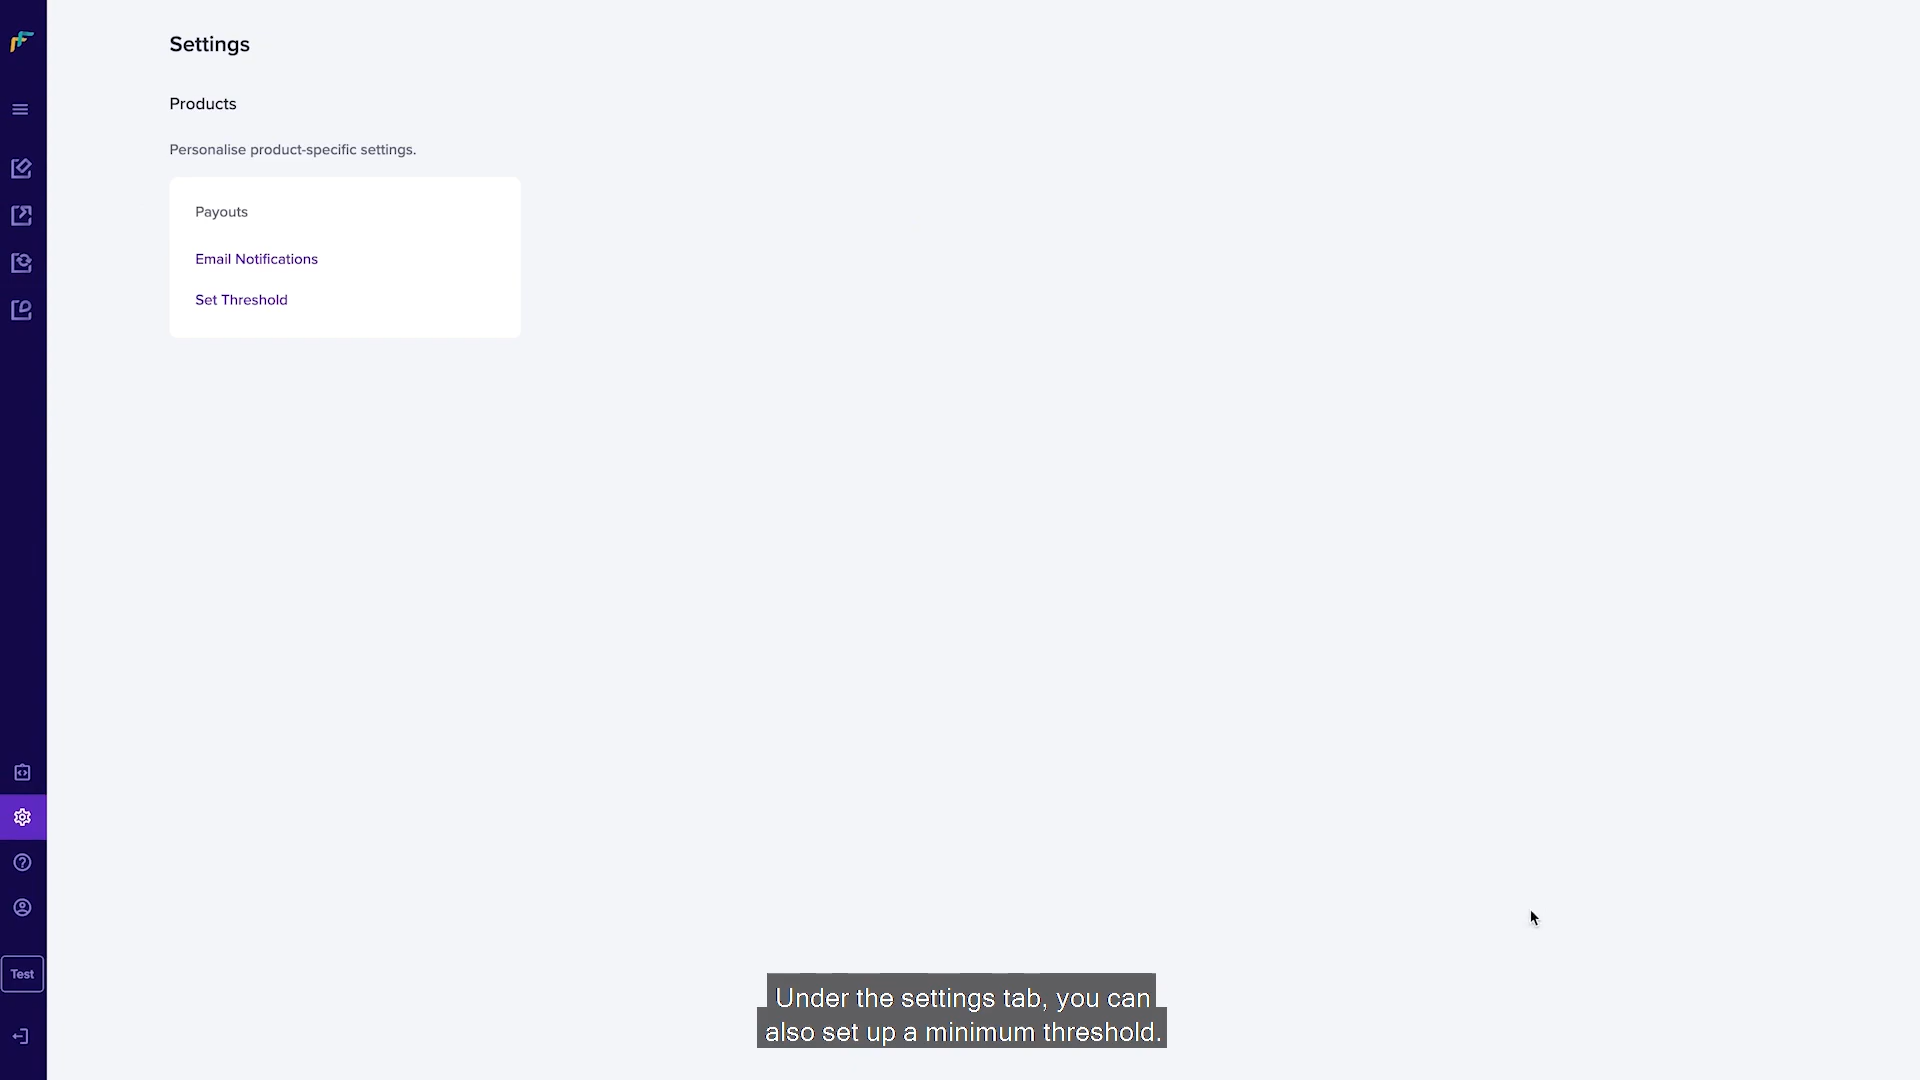 Settings
Products
Personalise product-specific settings.
Payouts
Email Notifications
Set Threshold
Test
Under the settings tab, you can
also set up a minimum threshold.